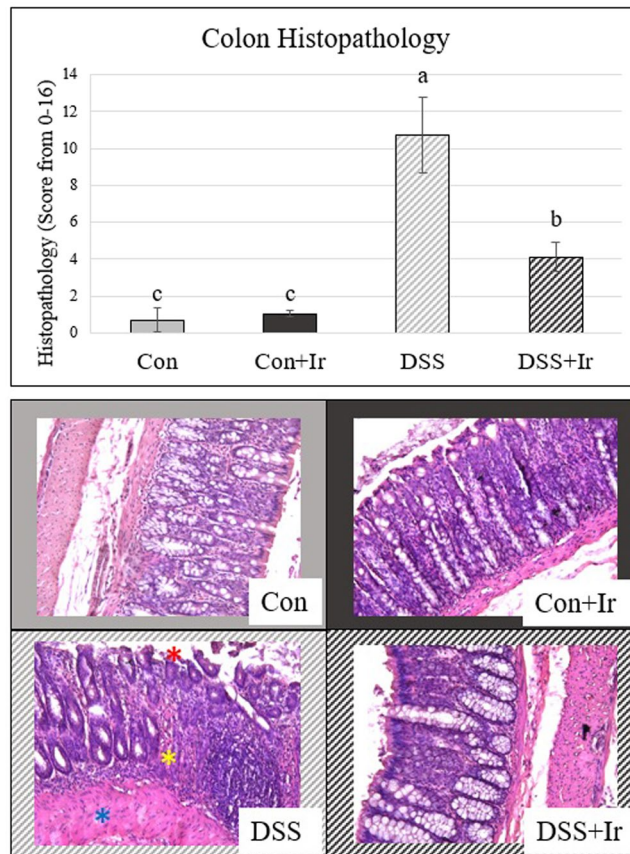 Colon Histopathology
Histopathology (Score from 0-16)
14
12
10
8
6
4
2
0
c
c
a
b
Con
Con+Ir
DSS
DSS+Ir
Con
Con+Ir
*
*
*
DSS
DSS+Ir